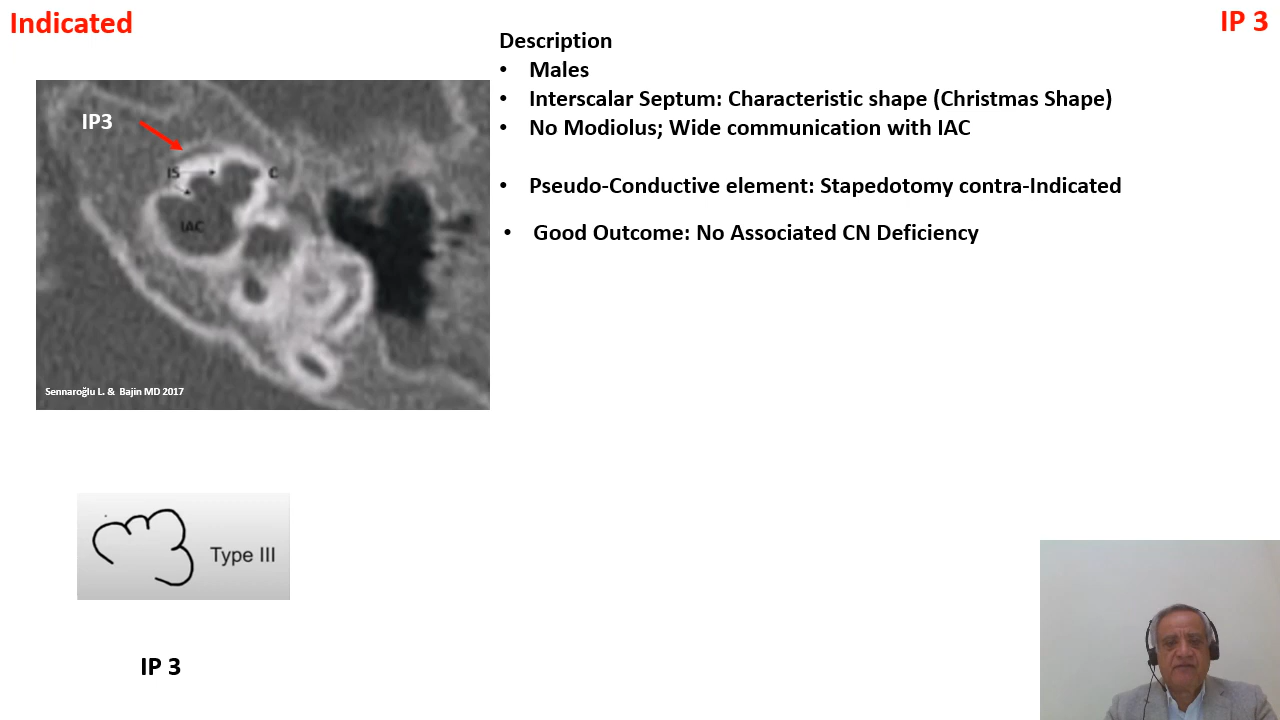 Indicated
IP 3
Description
• Males
• Interscalar Septum: Characteristic shape (Christmas Shape)
• No Modiolus; Wide communication with IAC
• Pseudo-Conductive element: Stapedotomy contra-Indicated
• Good Outcome: No Associated CN Deficiency
IP3
IS
C
IAC
Sennaroğlu L. & Bajin MD 2017
Type III
IP 3